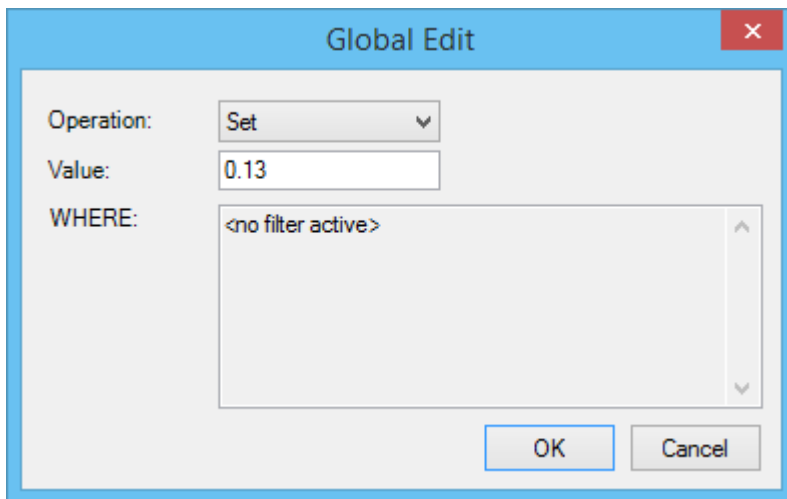 Global Edit
Operation: Set
Value: 0.13
WHERE: <no filter active>
OK Cancel